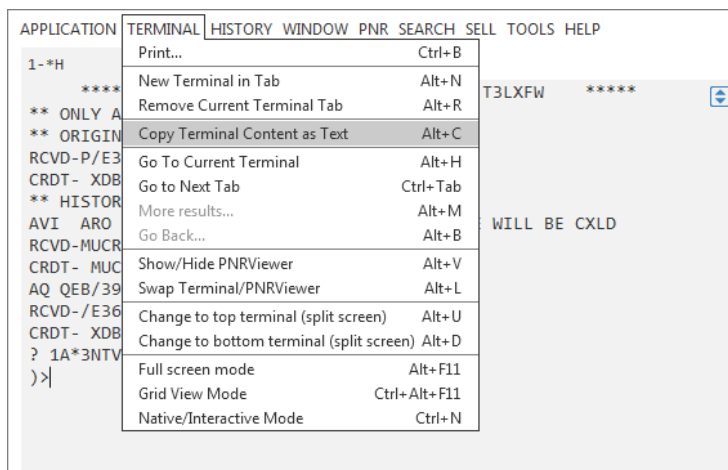 APPLICATION TERMINAL HISTORY WINDOW PNR SEARCH SELL TOOLS HELP
Print... Ctrl+B
New Terminal in Tab Alt+N
Remove Current Terminal Tab Alt+R
Copy Terminal Content as Text Alt+C
Go To Current Terminal Alt+H
Go to Next Tab Ctrl+Tab
More results... Alt+M
Go Back... Alt+B
Show/Hide PNRViewer Alt+V
Swap Terminal/PNRViewer Alt+L
Change to top terminal (split screen) Alt+U
Change to bottom terminal (split screen) Alt+D
Full screen mode Alt+F11
Grid View Mode Ctrl+Alt+F11
Native/Interactive Mode Ctrl+N
1-*H
**** T3LXFW *****
** ONLY A
** ORIGIN
RCVD-P/E3
CRDT- XDB
** HISTOR
AVI ARO WILL BE CXLD
RCVD-MUCR
CRDT- MUC
AQ QEB/39
RCVD-/E36
CRDT- XDB
? 1A*3NTV
)>